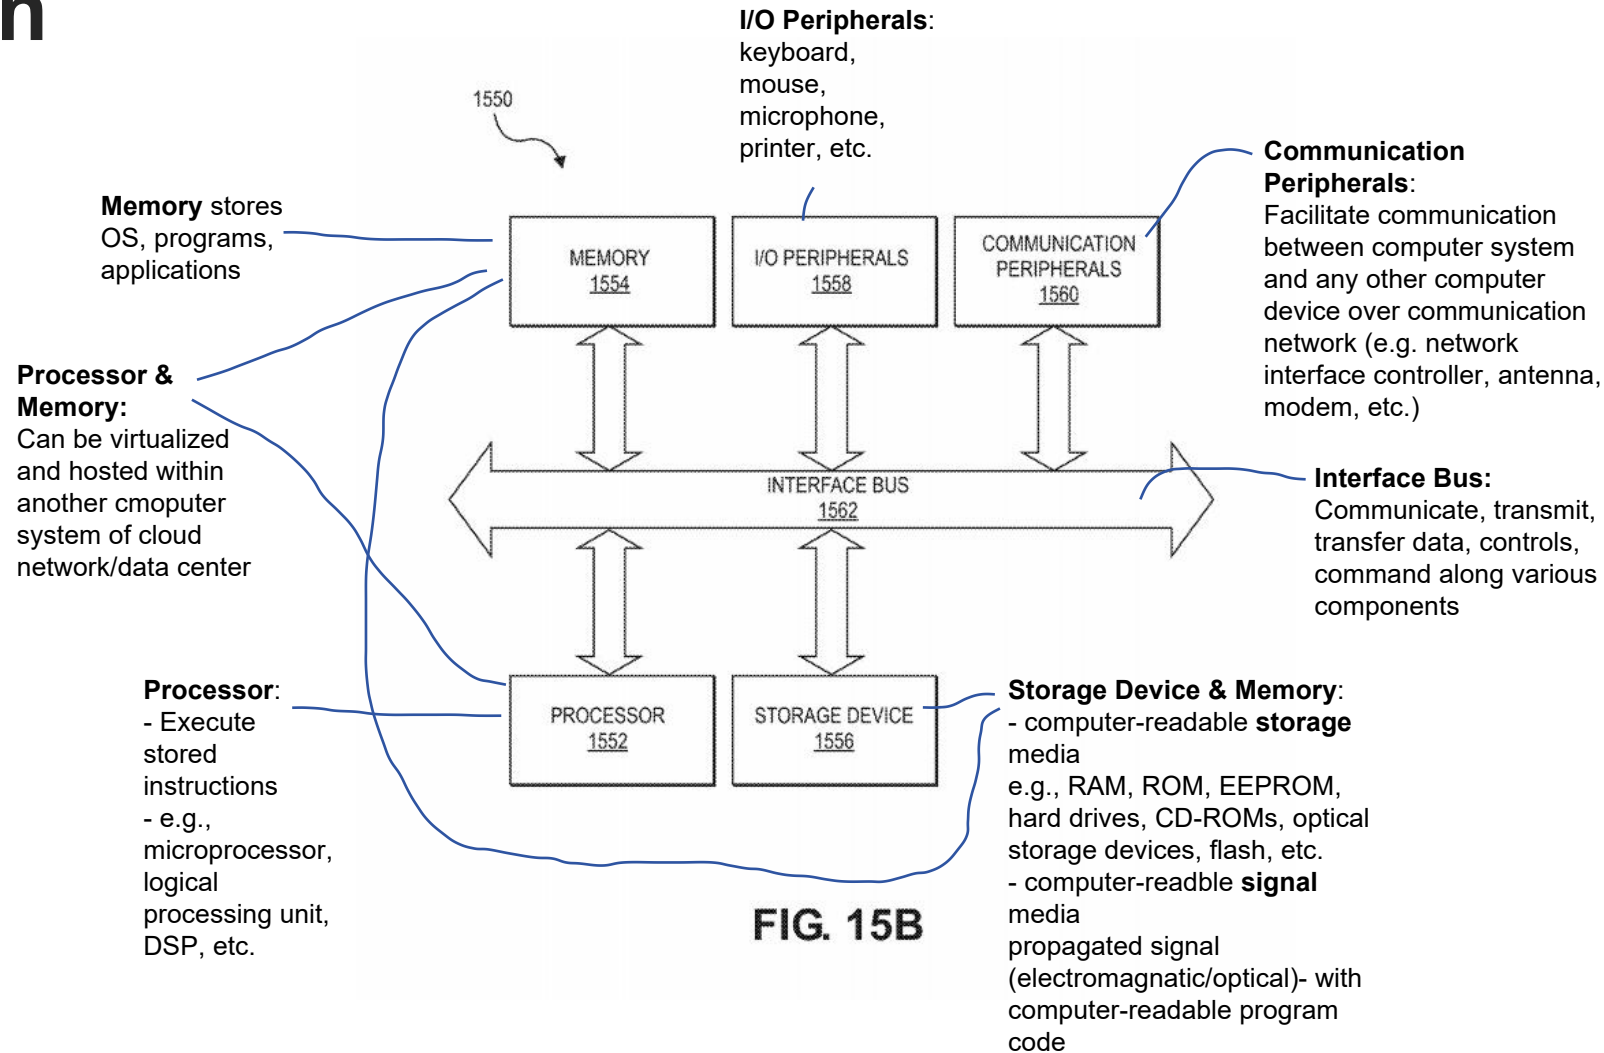 n
I/O Peripherals:
keyboard,
mouse,
microphone,
printer, etc.
1550
Communication
Peripherals:
Facilitate communication
between computer system
and any other computer
device over communication
network (e.g. network
interface controller, antenna,
modem, etc.)
Memory stores
OS, programs,
applications
MEMORY
1554
I/O PERIPHERALS
1558
COMMUNICATION
PERIPHERALS
1560
Processor &
Memory:
Can be virtualized
and hosted within
another cmoputer
system of cloud
network/data center
INTERFACE BUS
1562
Interface Bus:
Communicate, transmit,
transfer data, controls,
command along various
components
Processor:
- Execute
stored
instructions
- e.g.,
microprocessor,
logical
processing unit,
DSP, etc.
PROCESSOR
1552
STORAGE DEVICE
1556
Storage Device & Memory:
- computer-readable storage
media
e.g., RAM, ROM, EEPROM,
hard drives, CD-ROMs, optical
storage devices, flash, etc.
- computer-readble signal
media
propagated signal
(electromagnatic/optical)- with
computer-readable program
code
FIG. 15B